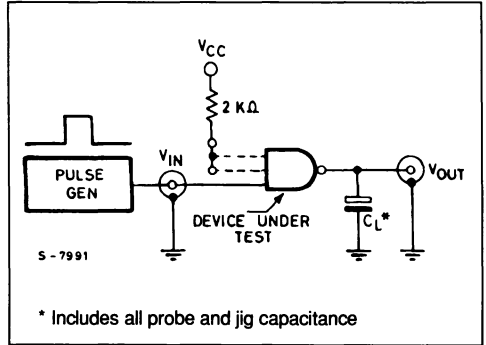 VCC
2 KΩ
VIN
PULSE
GEN
VOUT
DEVICE UNDER
TEST
CL*
S-7991
* Includes all probe and jig capacitance